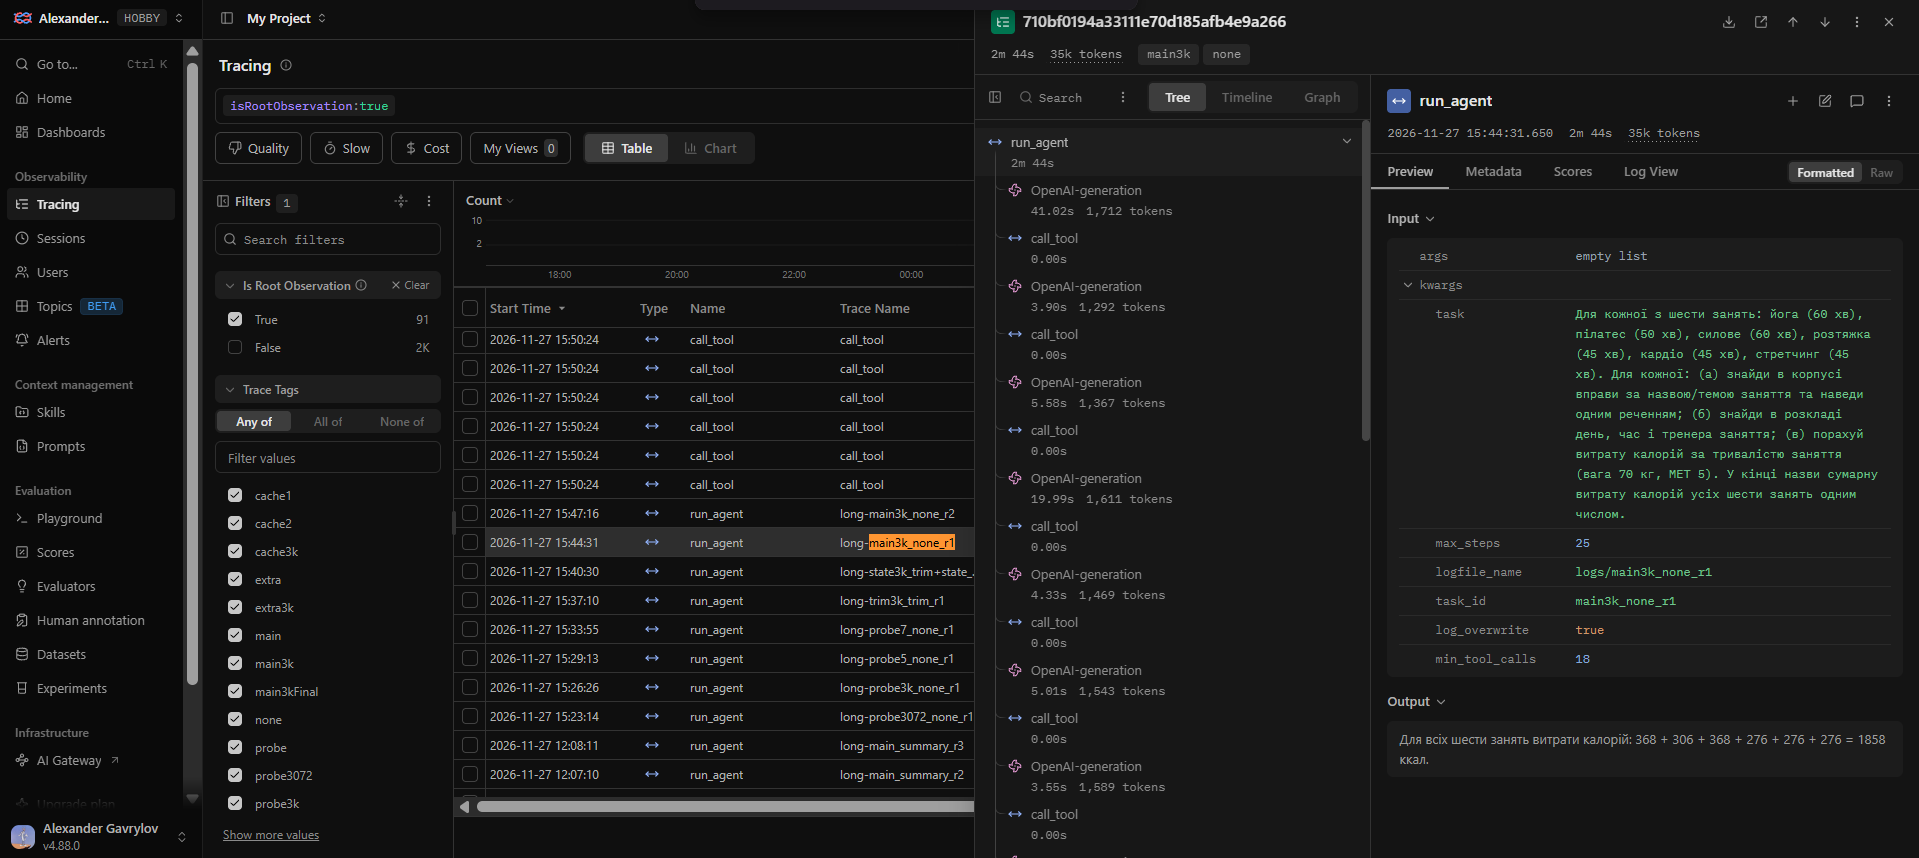 Alexander... HOBBY
My Project
Go to... Ctrl K
Home
Dashboards
Observability
Tracing
Sessions
Users
Topics BETA
Alerts
Context management
Skills
Prompts
Evaluation
Playground
Scores
Evaluators
Human annotation
Datasets
Experiments
Infrastructure
AI Gateway
Upgrade plan
Alexander Gavrylov
v4.88.0
Tracing
isRootObservation:true
Quality Slow Cost My Views 0 Table Chart
Filters 1
Search filters
Is Root Observation Clear
True 91
False 2K
Trace Tags
Any of All of None of
Filter values
cache1
cache2
cache3k
extra
extra3k
main
main3k
main3kFinal
none
probe
probe3072
probe3k
Show more values
Count
10
2
18:00 20:00 22:00 00:00
Start Time Type Name Trace Name
2026-11-27 15:50:24 call_tool call_tool
2026-11-27 15:50:24 call_tool call_tool
2026-11-27 15:50:24 call_tool call_tool
2026-11-27 15:50:24 call_tool call_tool
2026-11-27 15:50:24 call_tool call_tool
2026-11-27 15:50:24 call_tool call_tool
2026-11-27 15:47:16 run_agent long-main3k_none_r2
2026-11-27 15:44:31 run_agent long-main3k_none_r1
2026-11-27 15:40:30 run_agent long-state3k_trim+state_
2026-11-27 15:37:10 run_agent long-trim3k_trim_r1
2026-11-27 15:33:55 run_agent long-probe7_none_r1
2026-11-27 15:29:13 run_agent long-probe5_none_r1
2026-11-27 15:26:26 run_agent long-probe3k_none_r1
2026-11-27 15:23:14 run_agent long-probe3072_none_r1
2026-11-27 12:08:11 run_agent long-main_summary_r3
2026-11-27 12:07:10 run_agent long-main_summary_r2
710bf0194a33111e70d185afb4e9a266
2m 44s 35k tokens main3k none
Search Tree Timeline Graph
run_agent
2m 44s
OpenAI-generation
41.02s 1,712 tokens
call_tool
0.00s
OpenAI-generation
3.90s 1,292 tokens
call_tool
0.00s
OpenAI-generation
5.58s 1,367 tokens
call_tool
0.00s
OpenAI-generation
19.99s 1,611 tokens
call_tool
0.00s
OpenAI-generation
4.33s 1,469 tokens
call_tool
0.00s
OpenAI-generation
5.01s 1,543 tokens
call_tool
0.00s
OpenAI-generation
3.55s 1,589 tokens
call_tool
0.00s
run_agent
2026-11-27 15:44:31.650 2m 44s 35k tokens
Preview Metadata Scores Log View Formatted Raw
Input
args empty list
kwargs
task Для кожної з шести занять: йога (60 хв),
пілатес (50 хв), силове (60 хв), розтяжка
(45 хв), кардіо (45 хв), стретчинг (45
хв). Для кожної: (а) знайди в корпусі
вправи за назвою/темою заняття та наведи
одним реченням; (б) знайди в розкладі
день, час і тренера заняття; (в) порахуй
витрату калорій за тривалістю заняття
(вага 70 кг, MET 5). У кінці назви сумарну
витрату калорій усіх шести занять одним
числом.
max_steps 25
logfile_name logs/main3k_none_r1
task_id main3k_none_r1
log_overwrite true
min_tool_calls 18
Output
Для всіх шести занять витрати калорій: 368 + 306 + 368 + 276 + 276 + 276 = 1858
ккал.